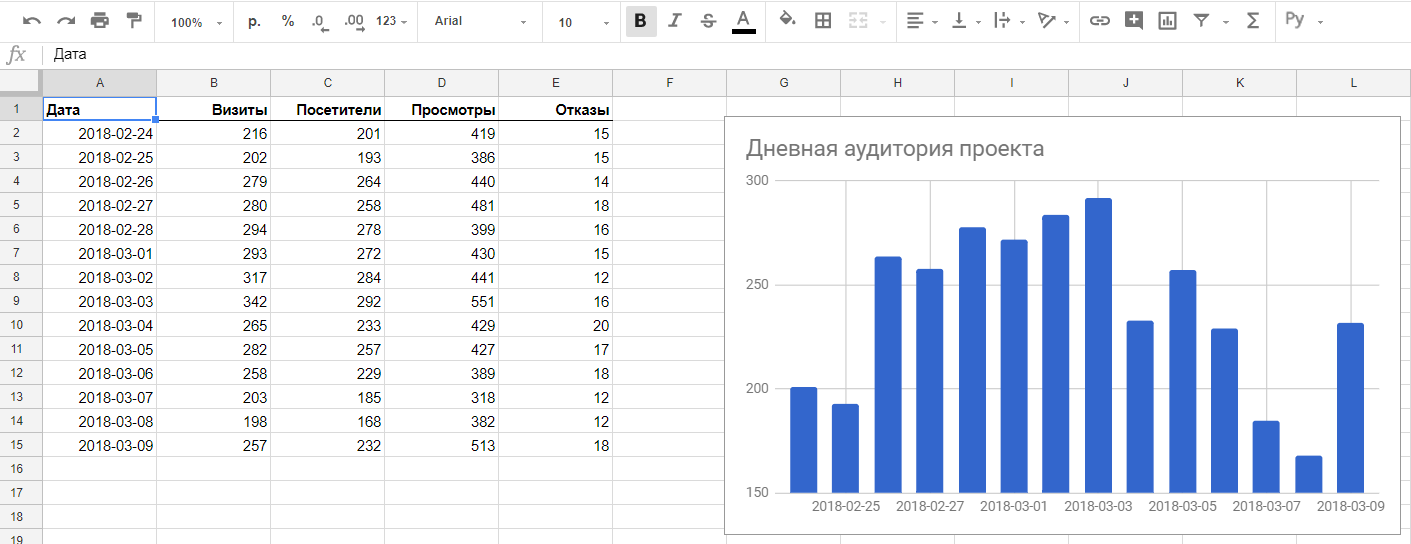 100% р. % .0 .00 123 Arial 10 B I S A Σ Ру
fx Дата
A B C D E F G H I J K L
1 Дата Визиты Посетители Просмотры Отказы
2 2018-02-24 216 201 419 15
3 2018-02-25 202 193 386 15
4 2018-02-26 279 264 440 14
5 2018-02-27 280 258 481 18
6 2018-02-28 294 278 399 16
7 2018-03-01 293 272 430 15
8 2018-03-02 317 284 441 12
9 2018-03-03 342 292 551 16
10 2018-03-04 265 233 429 20
11 2018-03-05 282 257 427 17
12 2018-03-06 258 229 389 18
13 2018-03-07 203 185 318 12
14 2018-03-08 198 168 382 12
15 2018-03-09 257 232 513 18
16
17
18
19
Дневная аудитория проекта
300
250
200
150
2018-02-25 2018-02-27 2018-03-01 2018-03-03 2018-03-05 2018-03-07 2018-03-09